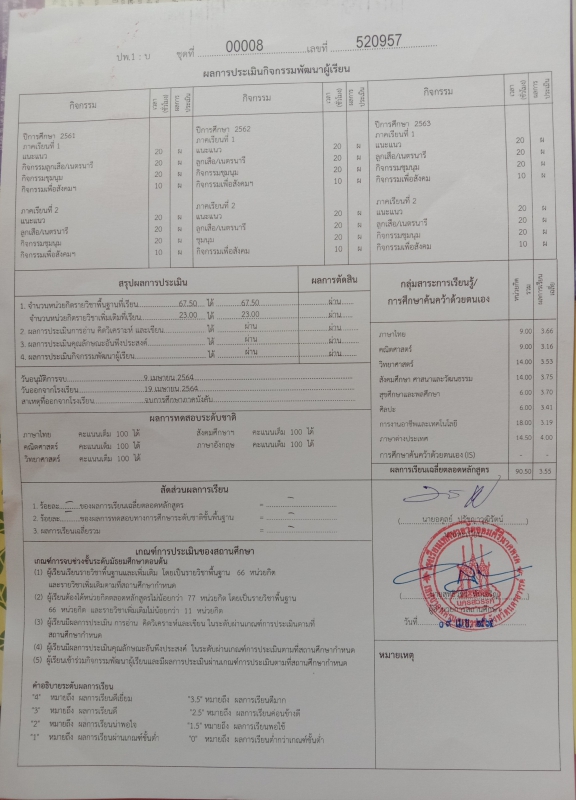 ปพ.1 : บ ชุดที่ 00008 เลขที่ 520957
ผลการประเมินกิจกรรมพัฒนาผู้เรียน
กิจกรรม เวลา (ชั่วโมง) ผลการประเมิน กิจกรรม เวลา (ชั่วโมง) ผลการประเมิน กิจกรรม เวลา (ชั่วโมง) ผลการประเมิน
ปีการศึกษา 2561
ภาคเรียนที่ 1
แนะแนว 20 ผ
กิจกรรมลูกเสือ/เนตรนารี 20 ผ
กิจกรรมชุมนุม 20 ผ
กิจกรรมเพื่อสังคมฯ 10 ผ
ภาคเรียนที่ 2
แนะแนว 20 ผ
ลูกเสือ/เนตรนารี 20 ผ
กิจกรรมชุมนุม 20 ผ
กิจกรรมเพื่อสังคมฯ 10 ผ
ปีการศึกษา 2562
ภาคเรียนที่ 1
แนะแนว 20 ผ
ลูกเสือ/เนตรนารี 20 ผ
กิจกรรมชุมนุม 20 ผ
กิจกรรมเพื่อสังคมฯ 10 ผ
ภาคเรียนที่ 2
แนะแนว 20 ผ
ลูกเสือ/เนตรนารี 20 ผ
ชุมนุม 20 ผ
กิจกรรมเพื่อสังคมฯ 10 ผ
ปีการศึกษา 2563
ภาคเรียนที่ 1
แนะแนว 20 ผ
ลูกเสือ/เนตรนารี 20 ผ
กิจกรรมชุมนุม 20 ผ
กิจกรรมเพื่อสังคม 10 ผ
ภาคเรียนที่ 2
แนะแนว 20 ผ
ลูกเสือ/เนตรนารี 20 ผ
กิจกรรมชุมนุม 20 ผ
กิจกรรมเพื่อสังคม 10 ผ
สรุปผลการประเมิน ผลการตัดสิน
1. จำนวนหน่วยกิตรายวิชาพื้นฐานที่เรียน 67.50 ได้ 67.50 ผ่าน
จำนวนหน่วยกิตรายวิชาเพิ่มเติมที่เรียน 23.00 ได้ 23.00 ผ่าน
2. ผลการประเมินการอ่าน คิดวิเคราะห์ และเขียน ได้ ผ่าน ผ่าน
3. ผลการประเมินคุณลักษณะอันพึงประสงค์ ได้ ผ่าน ผ่าน
4. ผลการประเมินกิจกรรมพัฒนาผู้เรียน ได้ ผ่าน ผ่าน
วันอนุมัติการจบ 9 เมษายน 2564
วันออกจากโรงเรียน 19 เมษายน 2564
สาเหตุที่ออกจากโรงเรียน จบการศึกษาภาคบังคับ
ผลการทดสอบระดับชาติ
ภาษาไทย คะแนนเต็ม 100 ได้ สังคมศึกษาฯ คะแนนเต็ม 100 ได้
คณิตศาสตร์ คะแนนเต็ม 100 ได้ ภาษาอังกฤษ คะแนนเต็ม 100 ได้
วิทยาศาสตร์ คะแนนเต็ม 100 ได้
กลุ่มสาระการเรียนรู้/
การศึกษาค้นคว้าด้วยตนเอง
หน่วยกิตรวม ผลการเรียนเฉลี่ย
ภาษาไทย 9.00 3.66
คณิตศาสตร์ 9.00 3.16
วิทยาศาสตร์ 14.00 3.53
สังคมศึกษา ศาสนาและวัฒนธรรม 14.00 3.75
สุขศึกษาและพลศึกษา 6.00 3.70
ศิลปะ 6.00 3.41
การงานอาชีพและเทคโนโลยี 18.00 3.19
ภาษาต่างประเทศ 14.50 4.00
การศึกษาค้นคว้าด้วยตนเอง (IS) - -
ผลการเรียนเฉลี่ยตลอดหลักสูตร 90.50 3.55
สัดส่วนผลการเรียน
1. ร้อยละ - ของผลการเรียนเฉลี่ยตลอดหลักสูตร = -
2. ร้อยละ - ของผลการทดสอบทางการศึกษาระดับชาติขั้นพื้นฐาน = -
3. ผลการเรียนเฉลี่ยรวม = -
เกณฑ์การประเมินของสถานศึกษา
เกณฑ์การจบช่วงชั้นระดับมัธยมศึกษาตอนต้น
(1) ผู้เรียนเรียนรายวิชาพื้นฐานและเพิ่มเติม โดยเป็นรายวิชาพื้นฐาน 66 หน่วยกิต
และรายวิชาเพิ่มเติมตามที่สถานศึกษากำหนด
(2) ผู้เรียนต้องได้หน่วยกิตตลอดหลักสูตรไม่น้อยกว่า 77 หน่วยกิต โดยเป็นรายวิชาพื้นฐาน
66 หน่วยกิต และรายวิชาเพิ่มเติมไม่น้อยกว่า 11 หน่วยกิต
(3) ผู้เรียนมีผลการประเมิน การอ่าน คิดวิเคราะห์และเขียน ในระดับผ่านเกณฑ์การประเมินตามที่
สถานศึกษากำหนด
(4) ผู้เรียนมีผลการประเมินคุณลักษณะอันพึงประสงค์ ในระดับผ่านเกณฑ์การประเมินตามที่สถานศึกษากำหนด
(5) ผู้เรียนเข้าร่วมกิจกรรมพัฒนาผู้เรียนและมีผลการประเมินผ่านเกณฑ์การประเมินตามที่สถานศึกษากำหนด
คำอธิบายระดับผลการเรียน
"4" หมายถึง ผลการเรียนดีเยี่ยม "3.5" หมายถึง ผลการเรียนดีมาก
"3" หมายถึง ผลการเรียนดี "2.5" หมายถึง ผลการเรียนค่อนข้างดี
"2" หมายถึง ผลการเรียนน่าพอใจ "1.5" หมายถึง ผลการเรียนพอใช้
"1" หมายถึง ผลการเรียนผ่านเกณฑ์ขั้นต่ำ "0" หมายถึง ผลการเรียนต่ำกว่าเกณฑ์ขั้นต่ำ
นครสวรรค์
ผู้อำนวยการสถานศึกษา
วันที่
หมายเหตุ